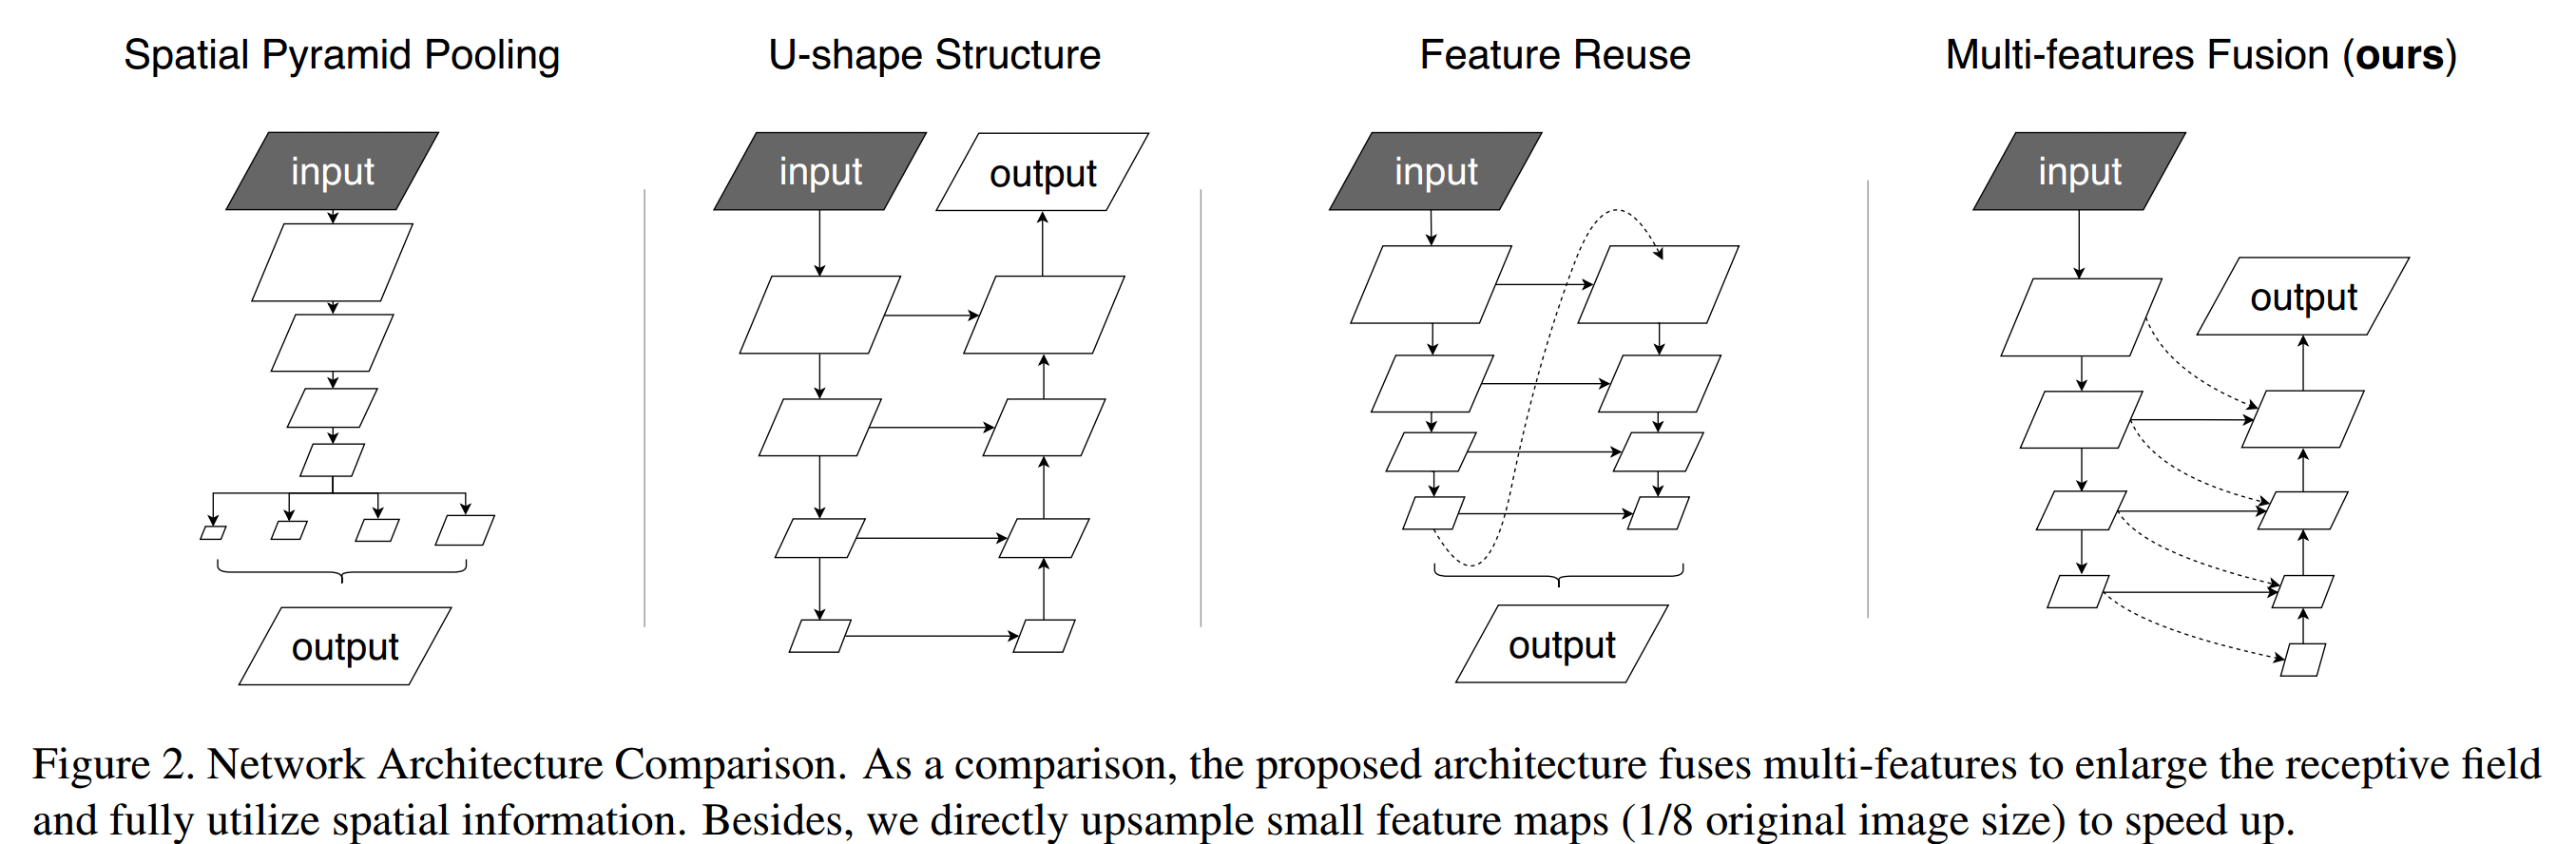 Spatial Pyramid Pooling
U-shape Structure
Feature Reuse
Multi-features Fusion (ours)
input
output
input
output
input
output
input
output
Figure 2. Network Architecture Comparison. As a comparison, the proposed architecture fuses multi-features to enlarge the receptive field
and fully utilize spatial information. Besides, we directly upsample small feature maps (1/8 original image size) to speed up.